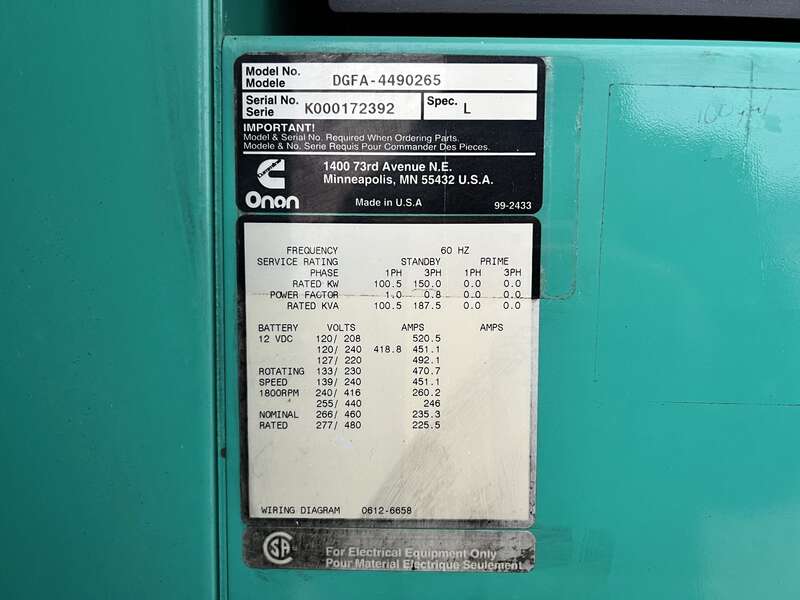 Model No.
Modele DGFA-4490265
Serial No. Spec.
Serie K000172392 L
IMPORTANT!
Model & Serial No. Required When Ordering Parts.
Modele & No. Serie Requis Pour Commander Des Pieces.
1400 73rd Avenue N.E.
Minneapolis, MN 55432 U.S.A.
Onan Made in U.S.A 99-2433
FREQUENCY 60 HZ
SERVICE RATING STANDBY PRIME
PHASE 1PH 3PH 1PH 3PH
RATED KW 100.5 150.0 0.0 0.0
POWER FACTOR 1.0 0.8 0.0 0.0
RATED KVA 100.5 187.5 0.0 0.0
BATTERY VOLTS AMPS AMPS
12 VDC 120/ 208 520.5
120/ 240 418.8 451.1
127/ 220 492.1
ROTATING 133/ 230 470.7
SPEED 139/ 240 451.1
1800RPM 240/ 416 260.2
255/ 440 246
NOMINAL 266/ 460 235.3
RATED 277/ 480 225.5
WIRING DIAGRAM 0612-6658
For Electrical Equipment Only
Pour Material Electrique Seulement